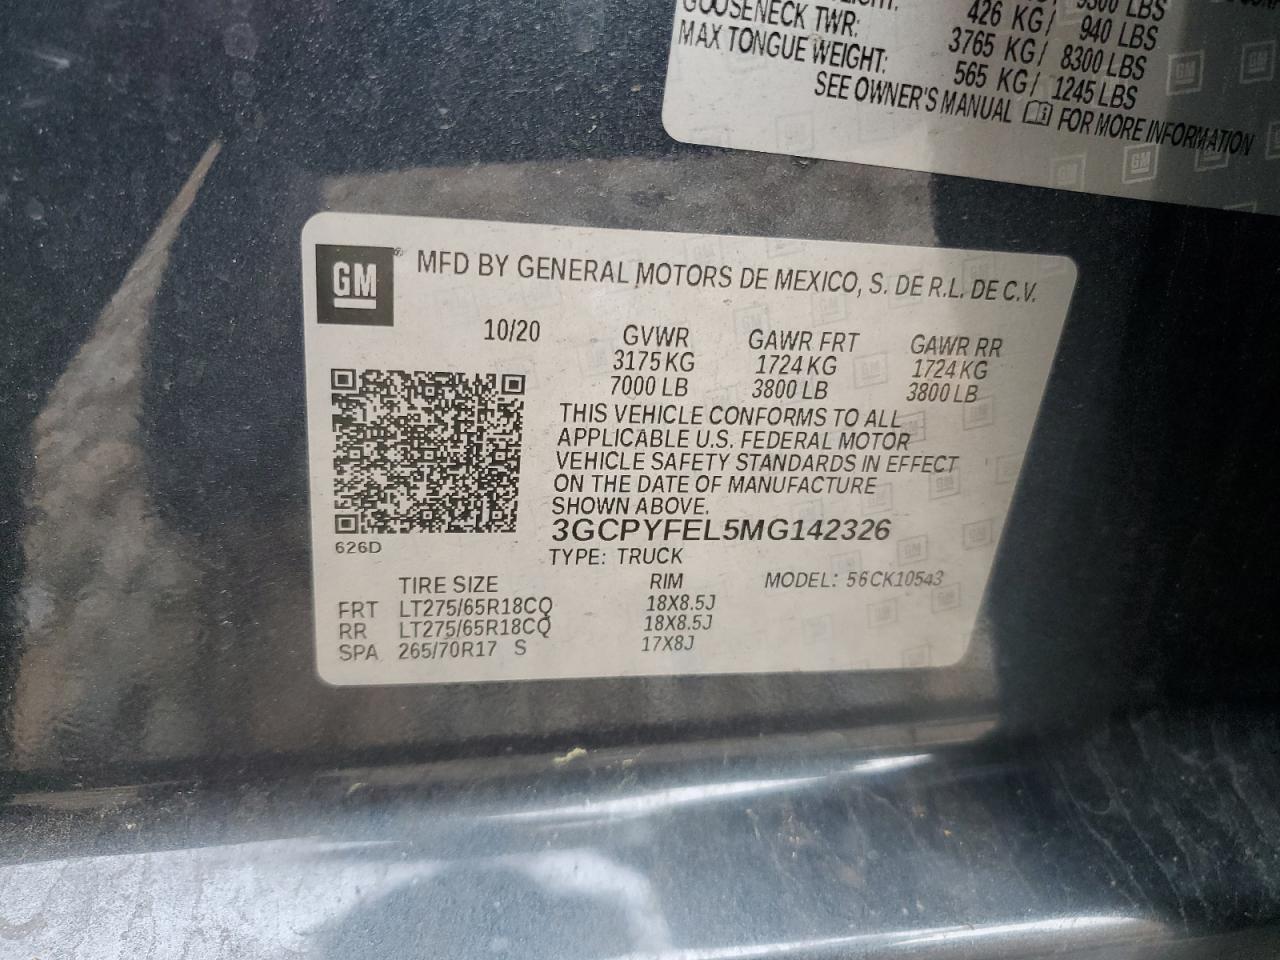 9300 LBS
426 KG/ 940 LBS
GOOSENECK TWR: 3765 KG/ 8300 LBS
MAX TONGUE WEIGHT: 565 KG/ 1245 LBS
SEE OWNER'S MANUAL FOR MORE INFORMATION
GM® MFD BY GENERAL MOTORS DE MEXICO, S. DE R.L. DE C.V.
10/20 GVWR GAWR FRT GAWR RR
3175 KG 1724 KG 1724 KG
7000 LB 3800 LB 3800 LB
THIS VEHICLE CONFORMS TO ALL
APPLICABLE U.S. FEDERAL MOTOR
VEHICLE SAFETY STANDARDS IN EFFECT
ON THE DATE OF MANUFACTURE
SHOWN ABOVE.
3GCPYFEL5MG142326
626D
TYPE: TRUCK
TIRE SIZE RIM MODEL: 56CK10543
FRT LT275/65R18CQ 18X8.5J
RR LT275/65R18CQ 18X8.5J
SPA 265/70R17 S 17X8J